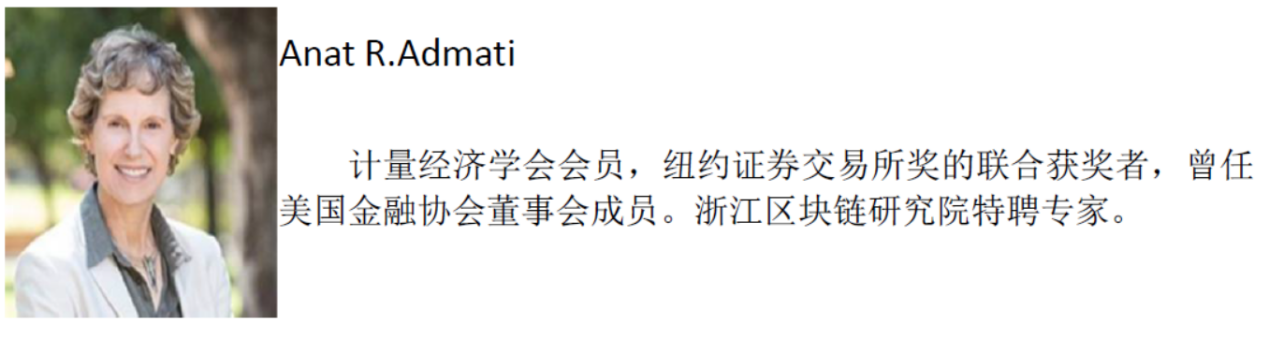 Anat R.Admati
计量经济学会会员，纽约证券交易所奖的联合获奖者，曾任
美国金融协会董事会成员。浙江区块链研究院特聘专家。